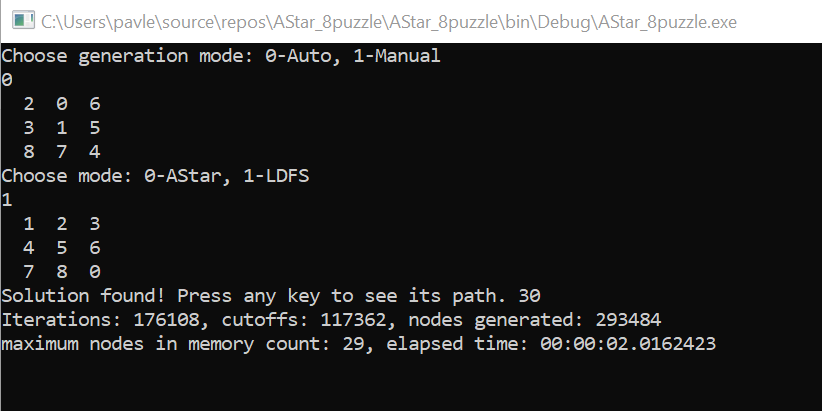 C:\Users\pavle\source\repos\AStar_8puzzle\AStar_8puzzle\bin\Debug\AStar_8puzzle.exe
Choose generation mode: 0-Auto, 1-Manual
0
2 0 6
3 1 5
8 7 4
Choose mode: 0-AStar, 1-LDFS
1
1 2 3
4 5 6
7 8 0
Solution found! Press any key to see its path. 30
Iterations: 176108, cutoffs: 117362, nodes generated: 293484
maximum nodes in memory count: 29, elapsed time: 00:00:02.0162423